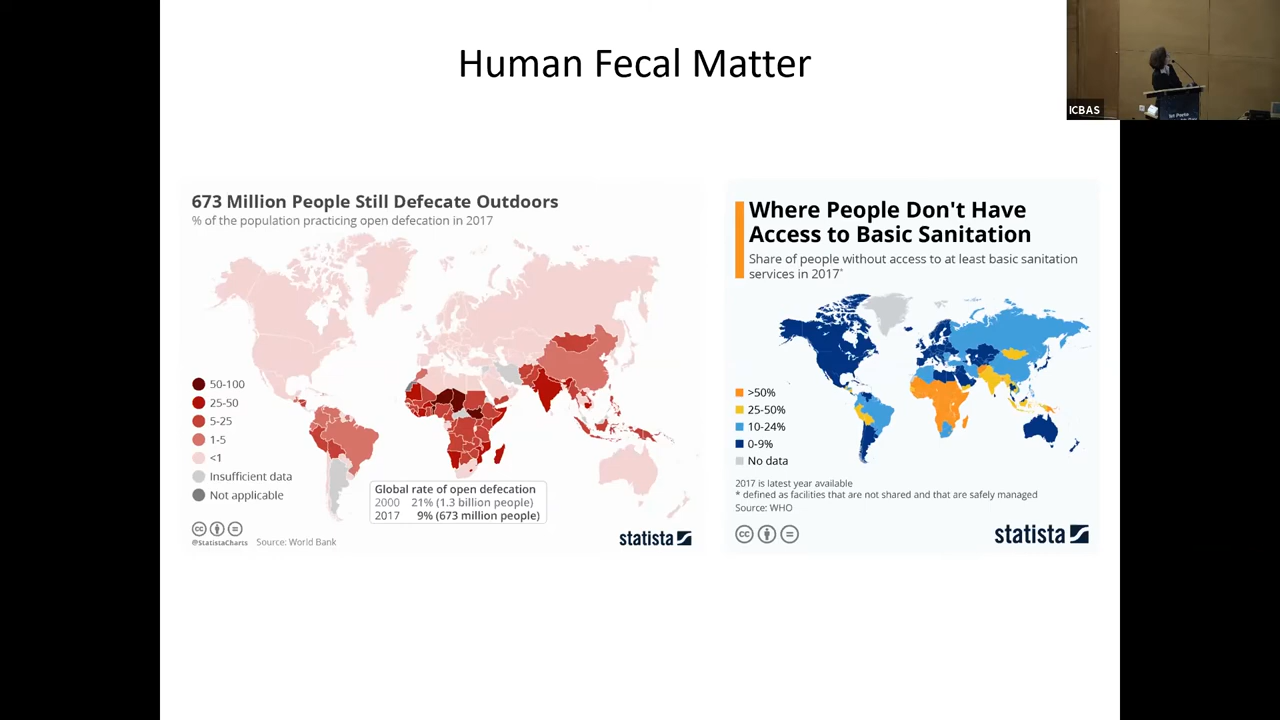 Human Fecal Matter
ICBAS
673 Million People Still Defecate Outdoors
% of the population practicing open defecation in 2017
50-100
25-50
5-25
1-5
<1
Insufficient data
Not applicable
Global rate of open defecation
2000 21% (1.3 billion people)
2017 9% (673 million people)
@StatistaCharts Source: World Bank
statista
Where People Don't Have
Access to Basic Sanitation
Share of people without access to at least basic sanitation
services in 2017*
>50%
25-50%
10-24%
0-9%
No data
2017 is latest year available
* defined as facilities that are not shared and that are safely managed
Source: WHO
statista